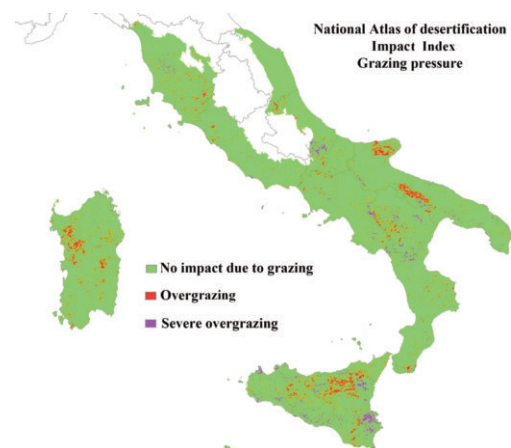 National Atlas of desertification
Impact Index
Grazing pressure
No impact due to grazing
Overgrazing
Severe overgrazing